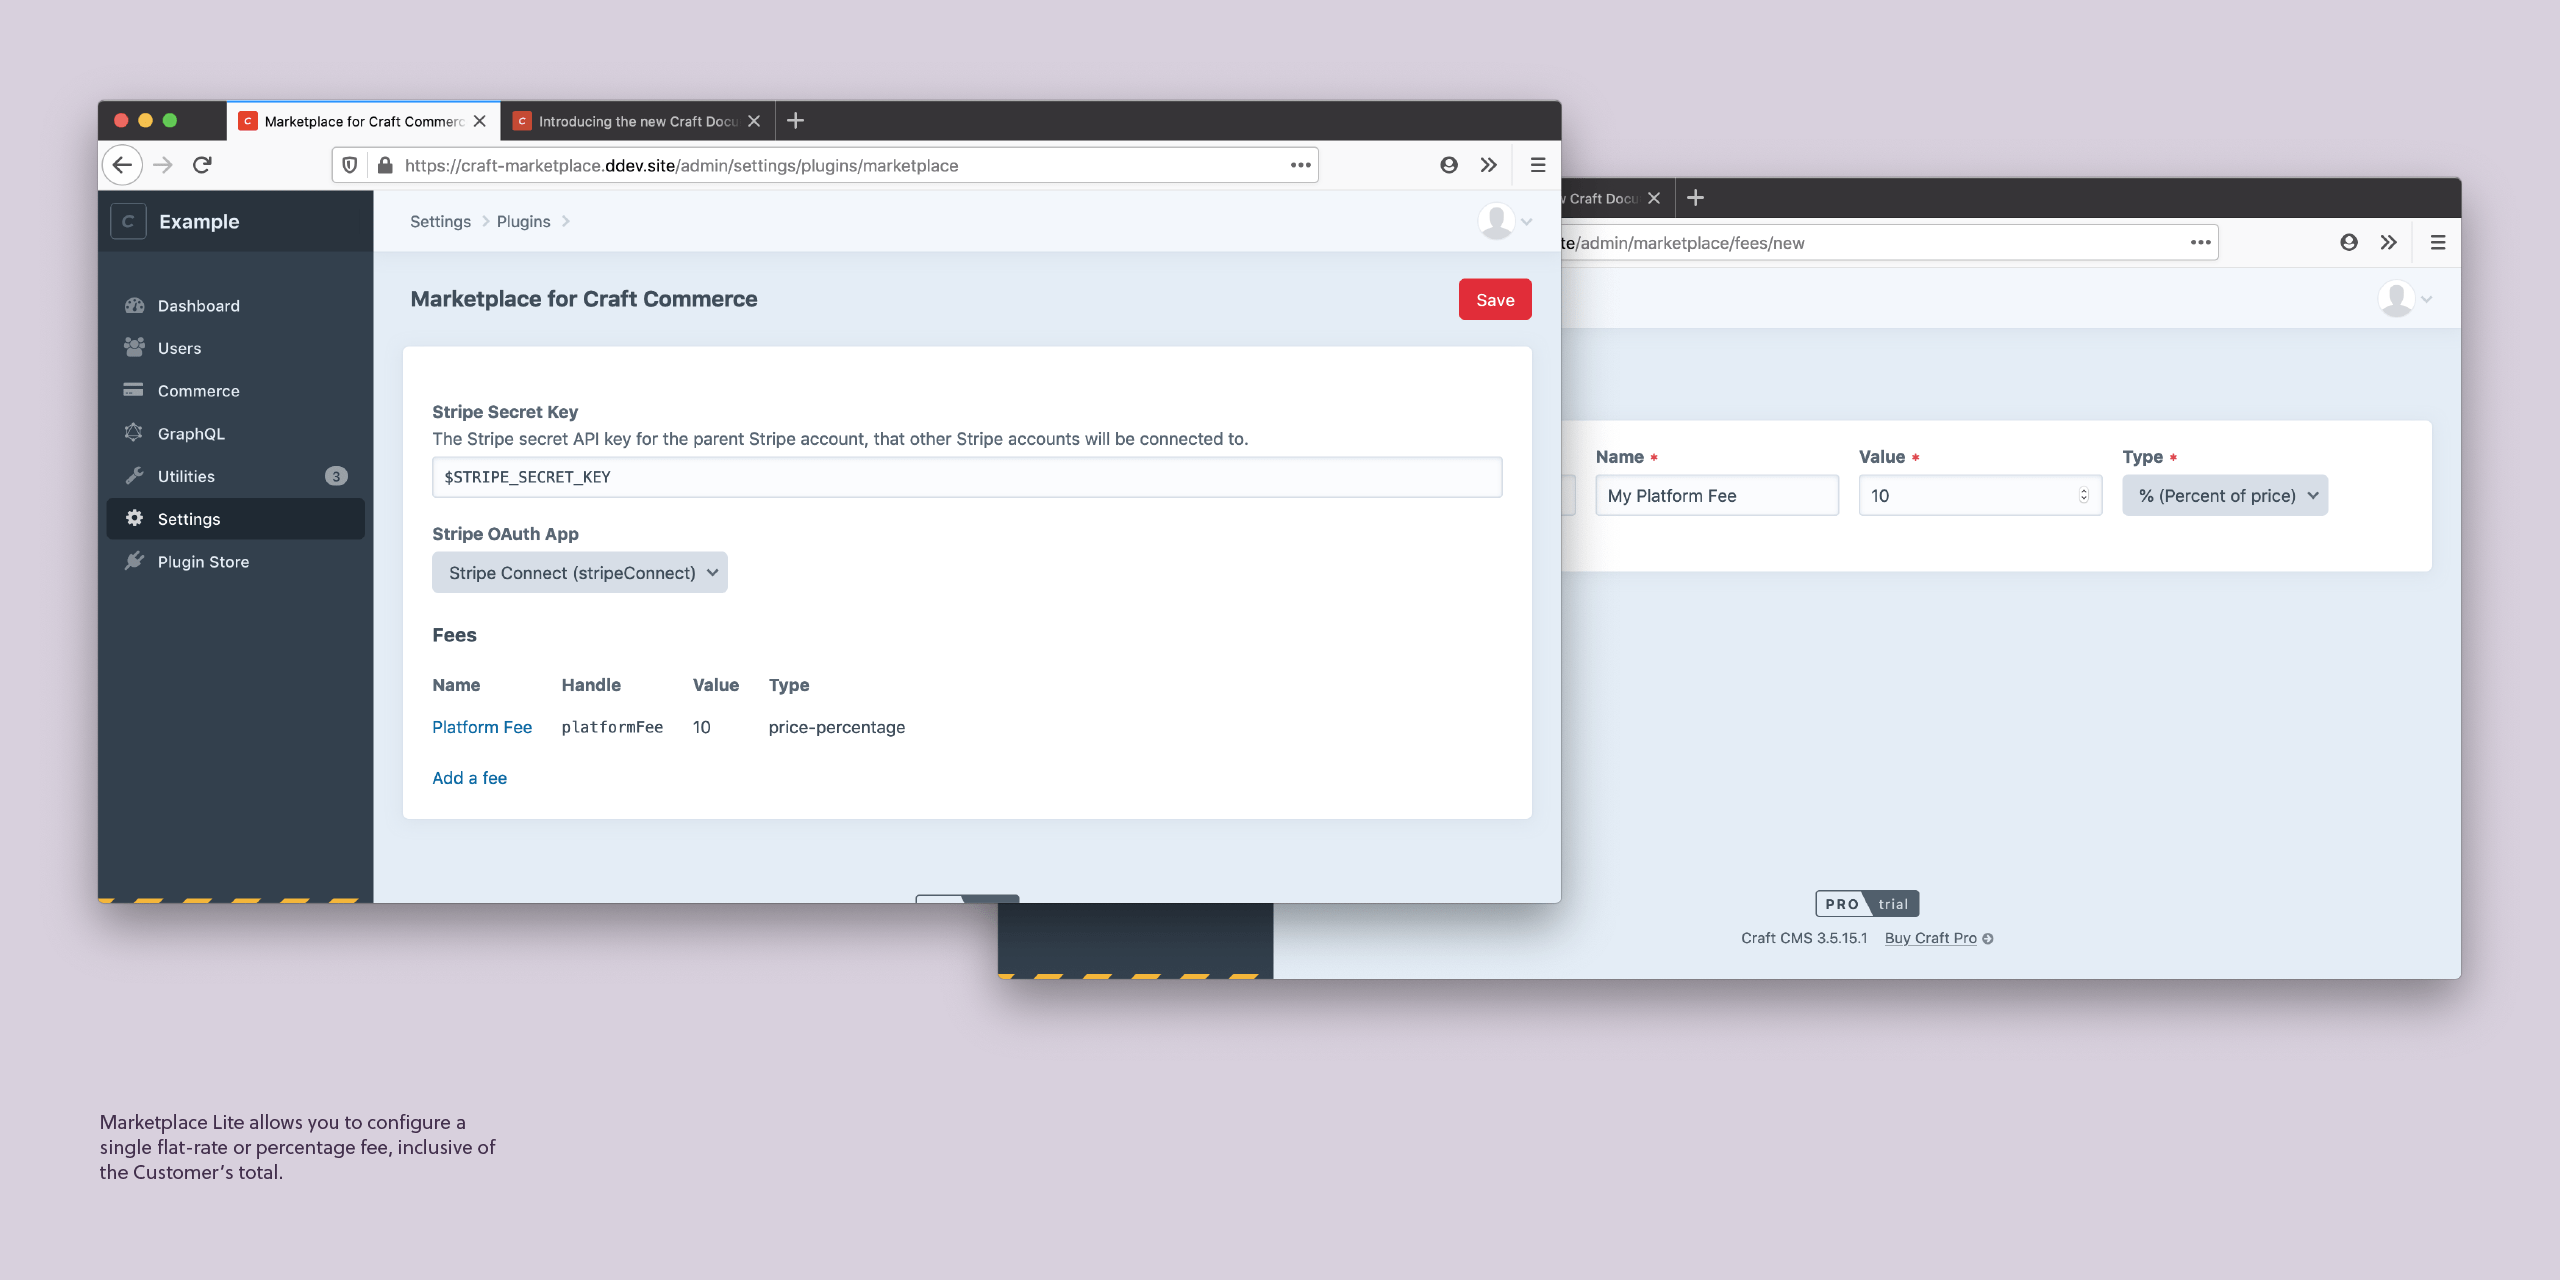 Marketplace for Craft Commerc
Introducing the new Craft Docu
https://craft-marketplace.ddev.site/admin/settings/plugins/marketplace
Example
Settings
Plugins
Dashboard
Users
Commerce
GraphQL
Utilities
3
Settings
Plugin Store
Marketplace for Craft Commerce
Save
Stripe Secret Key
The Stripe secret API key for the parent Stripe account, that other Stripe accounts will be connected to.
$STRIPE_SECRET_KEY
Stripe OAuth App
Stripe Connect (stripeConnect)
Fees
Name Handle Value Type
Platform Fee platformFee 10 price-percentage
Add a fee
Craft Docu
te/admin/marketplace/fees/new
Name * Value * Type *
My Platform Fee 10 % (Percent of price)
PRO trial
Craft CMS 3.5.15.1 Buy Craft Pro
Marketplace Lite allows you to configure a
single flat-rate or percentage fee, inclusive of
the Customer’s total.